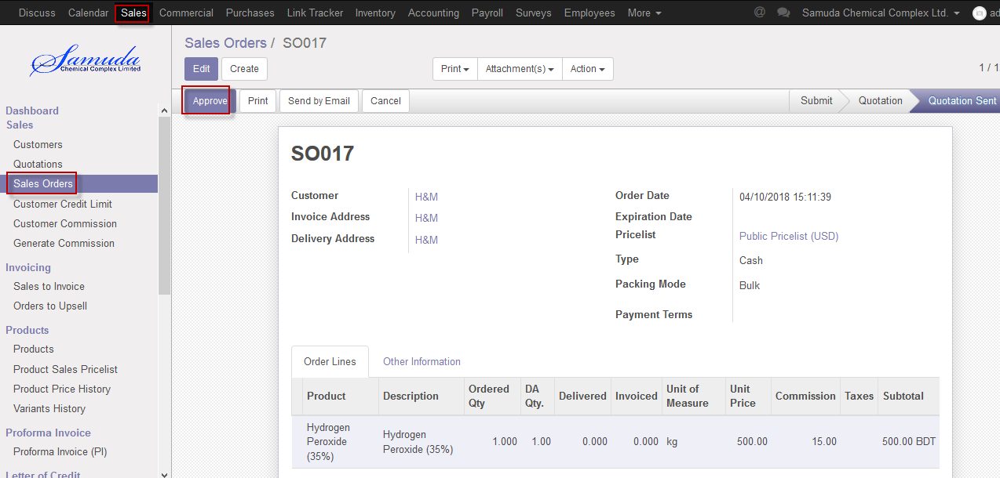 Discuss Calendar Sales Commercial Purchases Link Tracker Inventory Accounting Payroll Surveys Employees More @ Samuda Chemical Complex Ltd. ad
Samuda
Chemical Complex Limited
Sales Orders / SO017
Edit Create Print Attachment(s) Action 1 / 1
Approve Print Send by Email Cancel Submit Quotation Quotation Sent
Dashboard
Sales
Customers
Quotations
Sales Orders
Customer Credit Limit
Customer Commission
Generate Commission
Invoicing
Sales to Invoice
Orders to Upsell
Products
Products
Product Sales Pricelist
Product Price History
Variants History
Proforma Invoice
Proforma Invoice (PI)
Letter of Credit
SO017
Customer H&M
Invoice Address H&M
Delivery Address H&M
Order Date 04/10/2018 15:11:39
Expiration Date
Pricelist Public Pricelist (USD)
Type Cash
Packing Mode Bulk
Payment Terms
Order Lines Other Information
Product Description Ordered Qty DA Qty. Delivered Invoiced Unit of Measure Unit Price Commission Taxes Subtotal
Hydrogen Peroxide (35%) Hydrogen Peroxide (35%) 1.000 1.00 0.000 0.000 kg 500.00 15.00 500.00 BDT